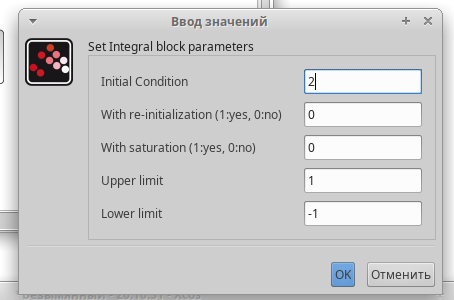 Ввод значений
Set Integral block parameters
Initial Condition 2
With re-initialization (1:yes, 0:no) 0
With saturation (1:yes, 0:no) 0
Upper limit 1
Lower limit -1
OK Отменить